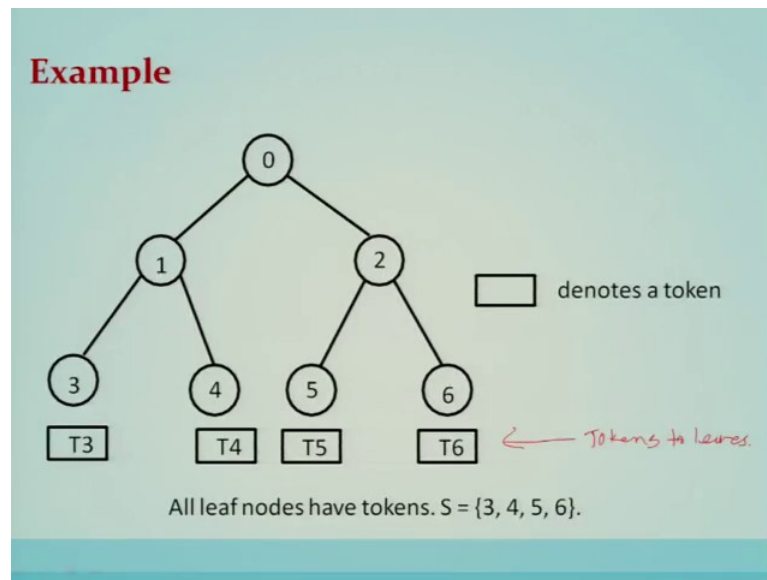 Example
0
1
2
denotes a token
3
4
5
6
T3
T4
T5
T6
Tokens to leaves.
All leaf nodes have tokens. S = {3, 4, 5, 6}.